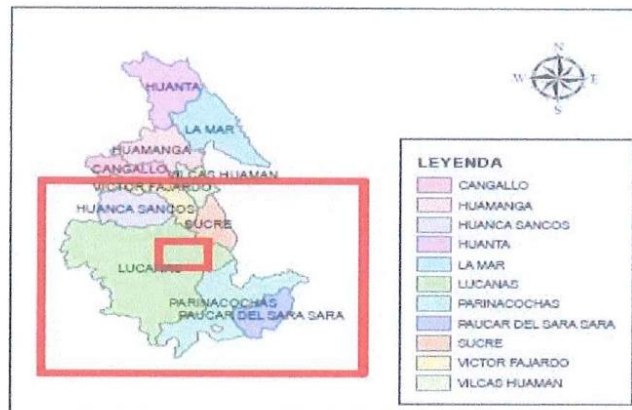 N
W E
S
HUANTA
LA MAR
HUAMANGA
CANGALLO
VILCAS HUAMAN
VICTOR FAJARDO
HUANCA SANCOS
SUCRE
LUCANAS
PARINACOCHAS
PAUCAR DEL SARA SARA
LEYENDA
CANGALLO
HUAMANGA
HUANCA SANCOS
HUANTA
LA MAR
LUCANAS
PARINACOCHAS
PAUCAR DEL SARA SARA
SUCRE
VICTOR FAJARDO
VILCAS HUAMAN